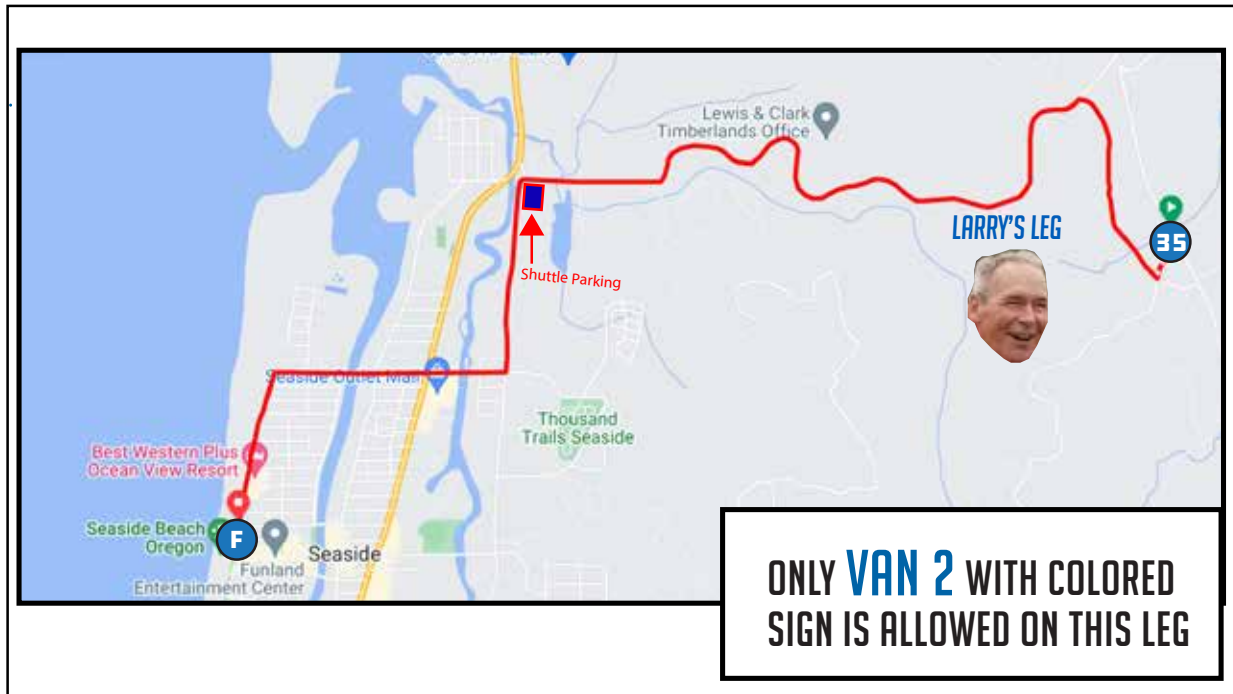 Lewis & Clark
Timberlands Office
LARRY'S LEG
35
Shuttle Parking
Seaside Outlet Mall
Thousand
Trails Seaside
Best Western Plus
Ocean View Resort
Seaside Beach
Oregon
F
Funland
Entertainment Center
Seaside
ONLY VAN 2 WITH COLORED
SIGN IS ALLOWED ON THIS LEG